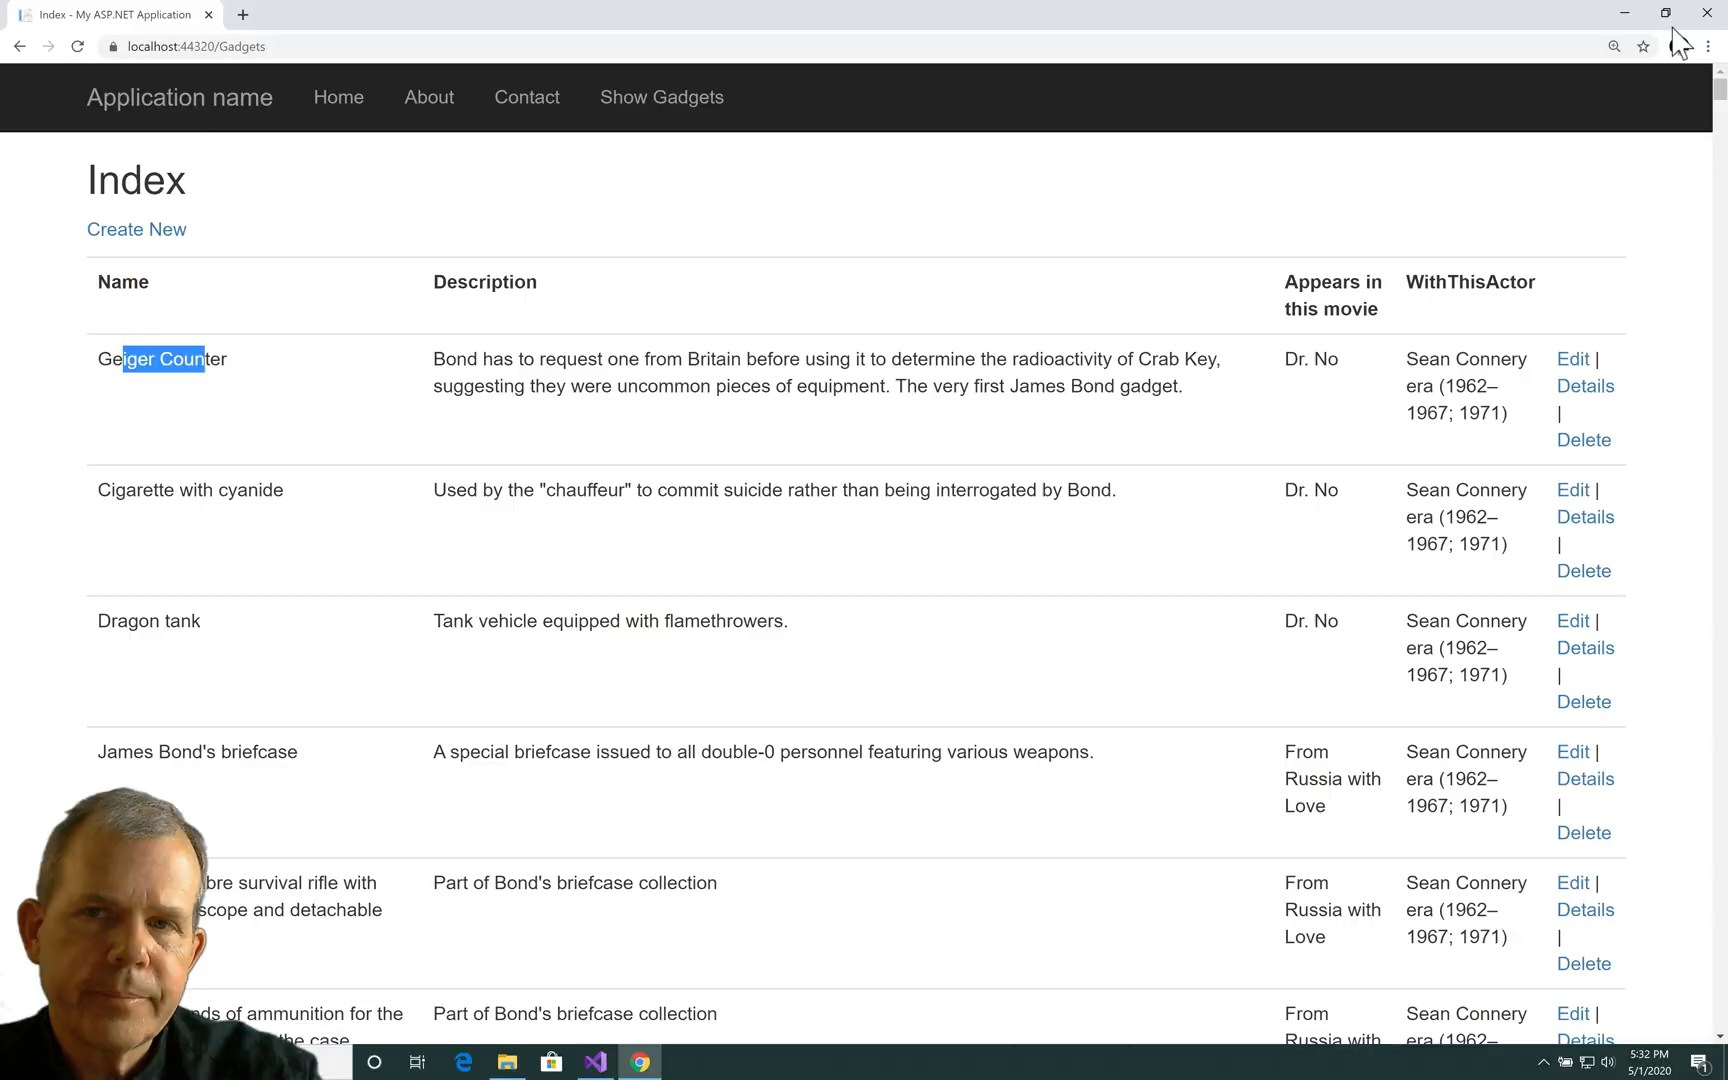 Index - My ASP.NET Application
localhost:44320/Gadgets
Application name Home About Contact Show Gadgets
Index
Create New
Name Description Appears in this movie WithThisActor
Geiger Counter
Bond has to request one from Britain before using it to determine the radioactivity of Crab Key,
suggesting they were uncommon pieces of equipment. The very first James Bond gadget.
Dr. No
Sean Connery
era (1962–
1967; 1971)
Edit |
Details
|
Delete
Cigarette with cyanide
Used by the "chauffeur" to commit suicide rather than being interrogated by Bond.
Dr. No
Sean Connery
era (1962–
1967; 1971)
Edit |
Details
|
Delete
Dragon tank
Tank vehicle equipped with flamethrowers.
Dr. No
Sean Connery
era (1962–
1967; 1971)
Edit |
Details
|
Delete
James Bond's briefcase
A special briefcase issued to all double-0 personnel featuring various weapons.
From
Russia with
Love
Sean Connery
era (1962–
1967; 1971)
Edit |
Details
|
Delete
survival rifle with
scope and detachable
Part of Bond's briefcase collection
From
Russia with
Love
Sean Connery
era (1962–
1967; 1971)
Edit |
Details
|
Delete
of ammunition for the
the case
Part of Bond's briefcase collection
From
Russia with
Sean Connery
era (1962–
Edit |
Details
5:32 PM
5/1/2020
1